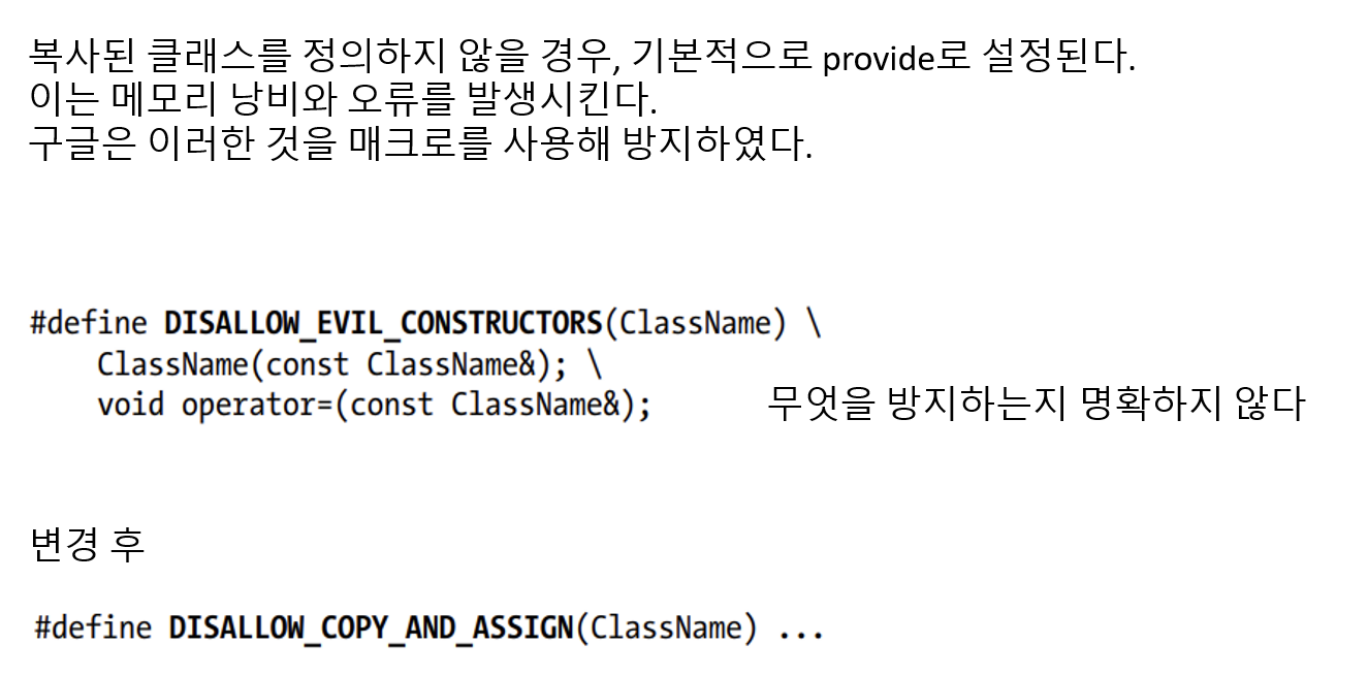 복사된 클래스를 정의하지 않을 경우, 기본적으로 provide로 설정된다.
이는 메모리 낭비와 오류를 발생시킨다.
구글은 이러한 것을 매크로를 사용해 방지하였다.
#define DISALLOW_EVIL_CONSTRUCTORS(ClassName) \
ClassName(const ClassName&); \
void operator=(const ClassName&);
무엇을 방지하는지 명확하지 않다
변경 후
#define DISALLOW_COPY_AND_ASSIGN(ClassName) ...